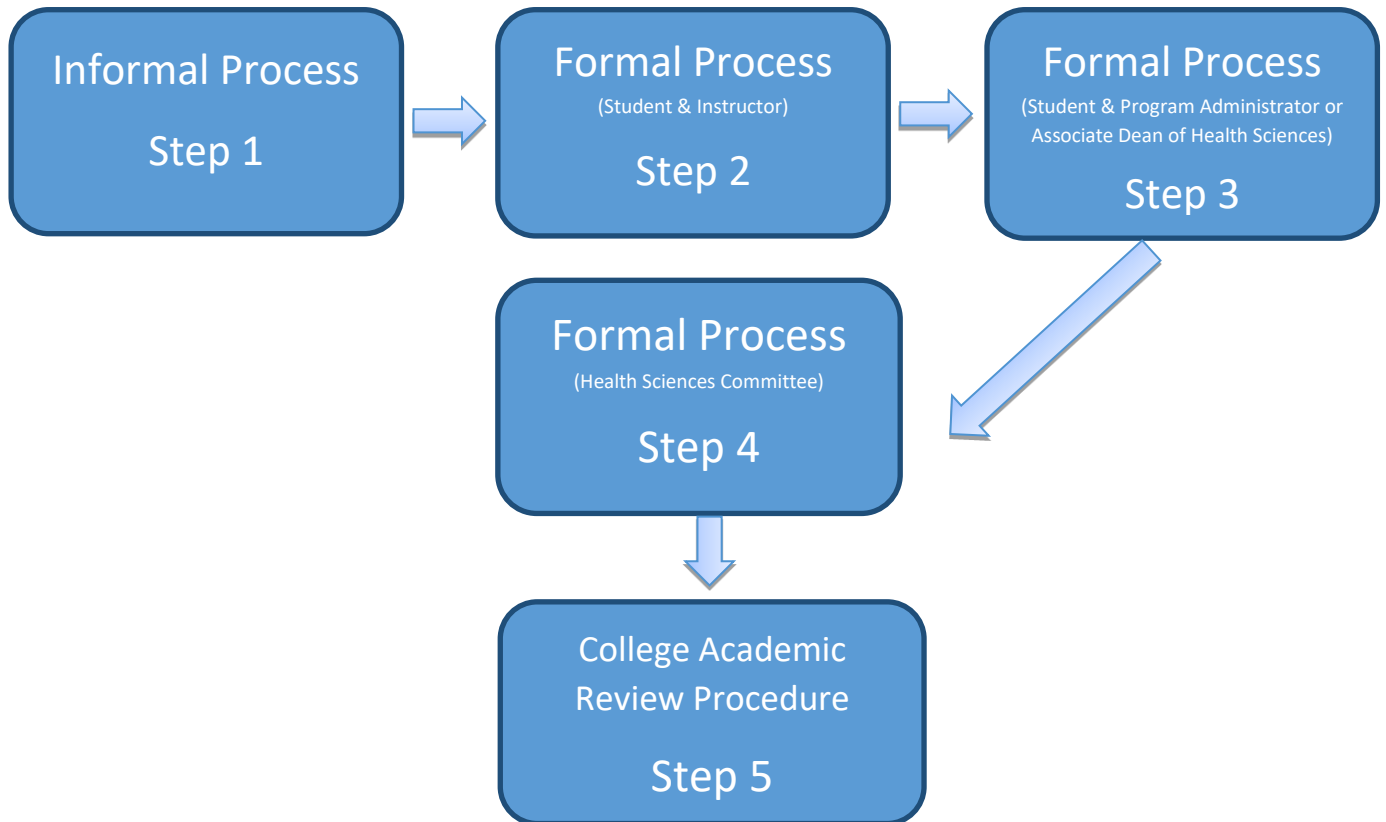 Informal Process
Step 1
Formal Process
(Student & Instructor)
Step 2
Formal Process
(Student & Program Administrator or
Associate Dean of Health Sciences)
Step 3
Formal Process
(Health Sciences Committee)
Step 4
College Academic
Review Procedure
Step 5